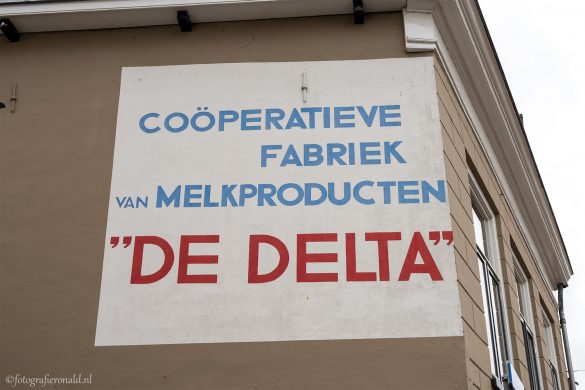 COÖPERATIEVE
FABRIEK
VAN MELKPRODUCTEN
"DE DELTA"
©fotografieronald.nl